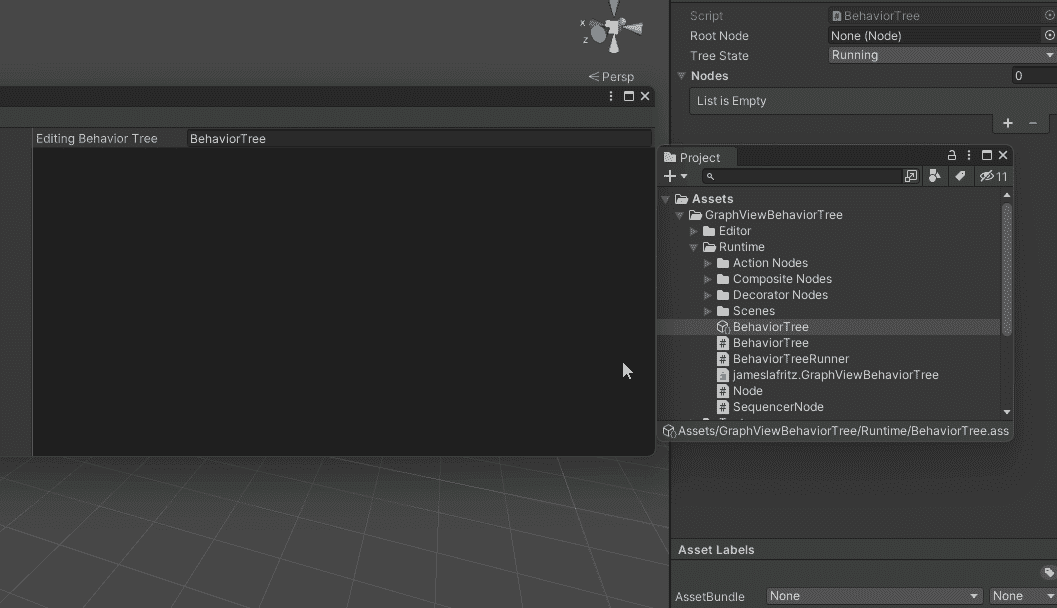 Script
BehaviorTree
Root Node
None (Node)
Tree State
Running
Nodes
0
List is Empty
x
z
Persp
Editing Behavior Tree
BehaviorTree
Project
11
Assets
GraphViewBehaviorTree
Editor
Runtime
Action Nodes
Composite Nodes
Decorator Nodes
Scenes
BehaviorTree
BehaviorTree
BehaviorTreeRunner
jameslafritz.GraphViewBehaviorTree
Node
SequencerNode
Assets/GraphViewBehaviorTree/Runtime/BehaviorTree.ass
Asset Labels
AssetBundle
None
None